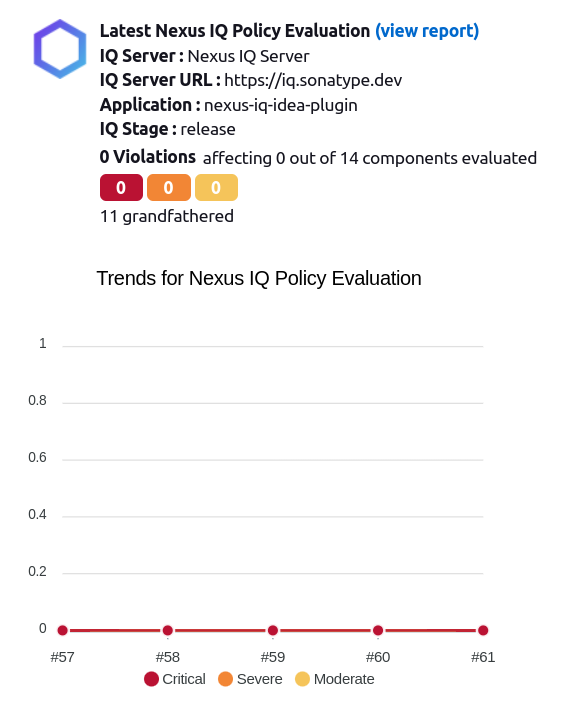 Latest Nexus IQ Policy Evaluation (view report)
IQ Server : Nexus IQ Server
IQ Server URL : https://iq.sonatype.dev
Application : nexus-iq-idea-plugin
IQ Stage : release
0 Violations affecting 0 out of 14 components evaluated
0 0 0
11 grandfathered
Trends for Nexus IQ Policy Evaluation
1
0.8
0.6
0.4
0.2
0
#57 #58 #59 #60 #61
Critical Severe Moderate